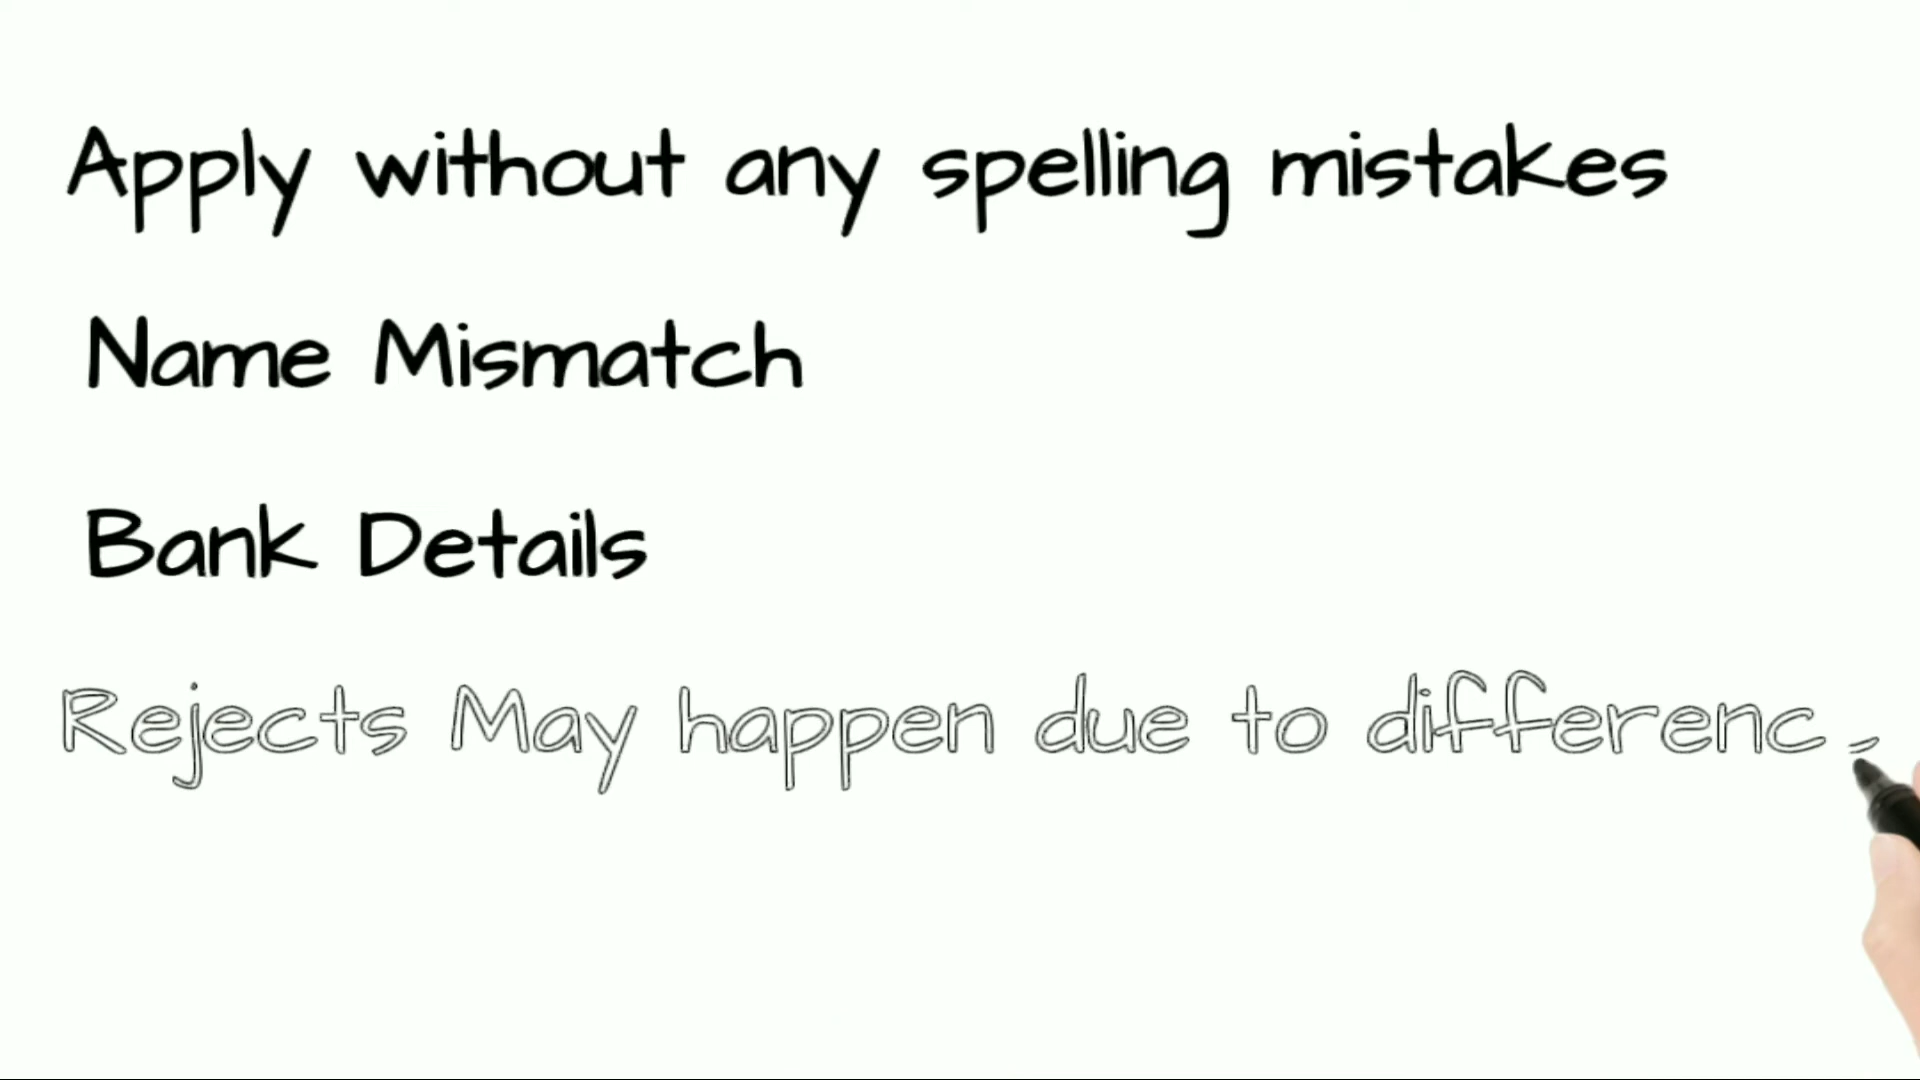 Apply without any spelling mistakes
Name Mismatch
Bank Details
Rejects May happen due to differenc